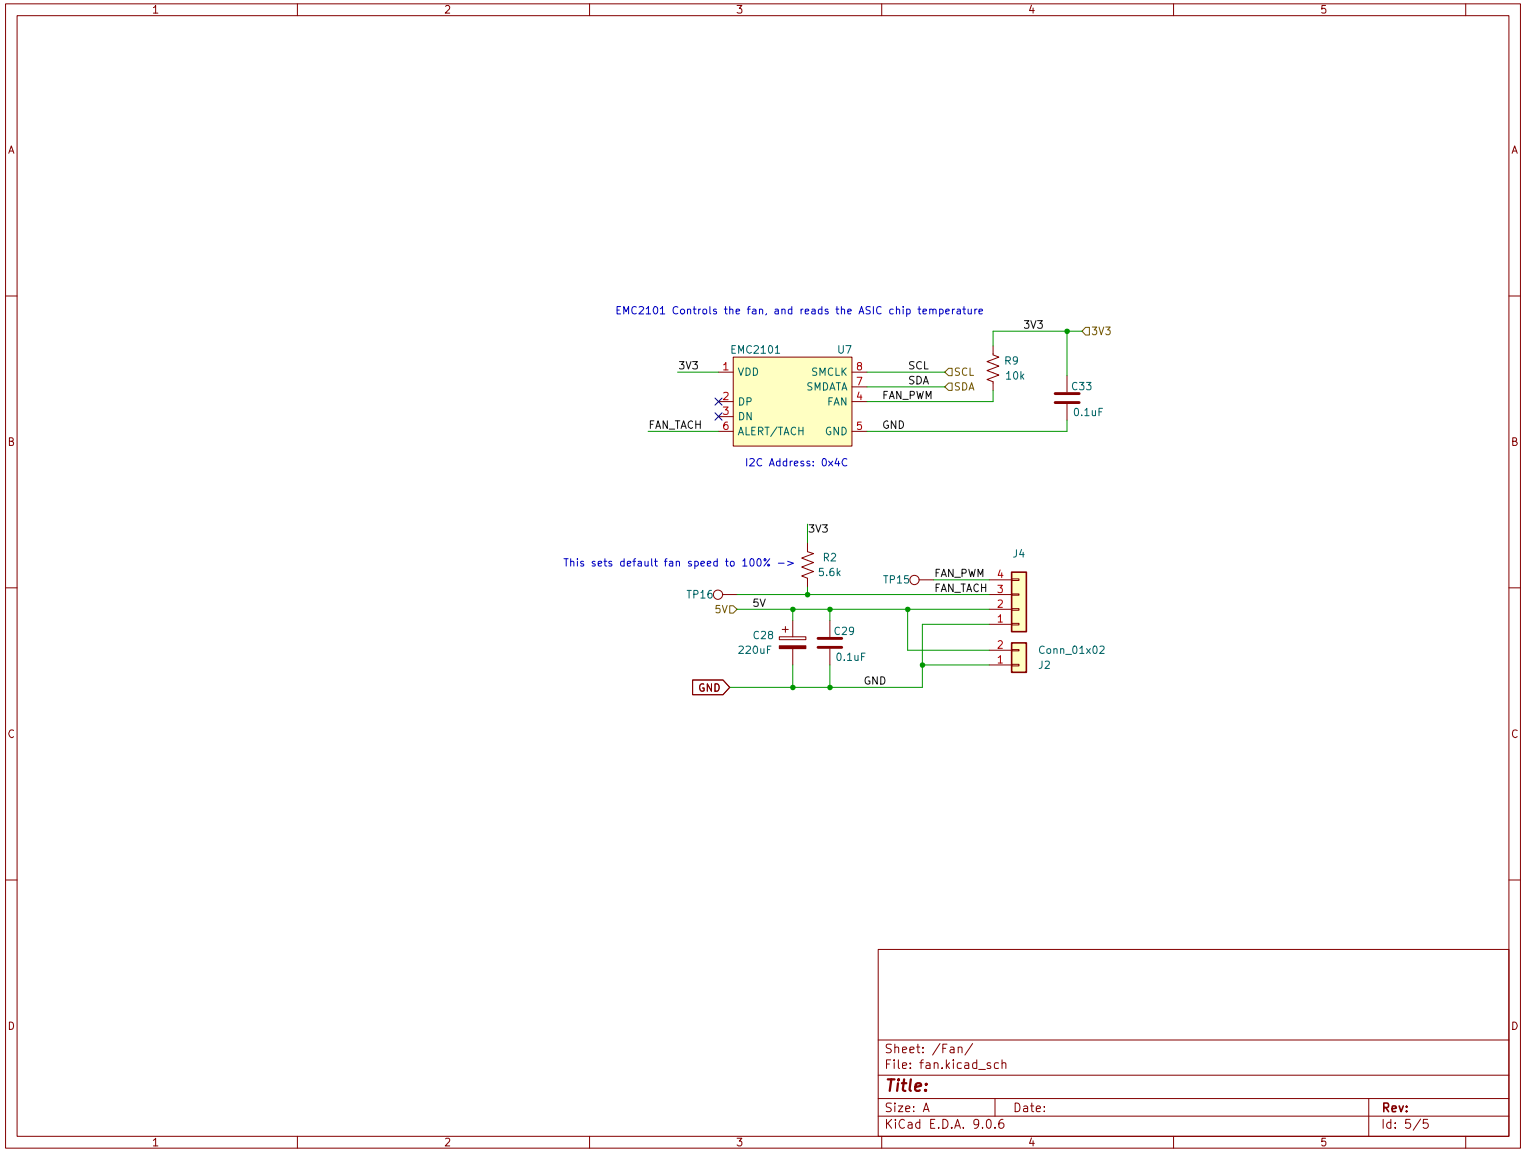 1 2 3 4 5
A A
EMC2101 Controls the fan, and reads the ASIC chip temperature
3V3 3V3
EMC2101 U7
R9
10k
3V3 1 VDD SMCLK 8 SCL SCL
SMDATA 7 SDA SDA
C33
0.1uF
2 DP FAN 4 FAN_PWM
3 DN
FAN_TACH 6 ALERT/TACH GND 5 GND
B B
I2C Address: 0x4C
3V3
This sets default fan speed to 100% ->
R2
5.6k
J4
TP15 FAN_PWM 4
TP16 FAN_TACH 3
5V 5V 2
1
C28
220uF
+
C29
0.1uF
2 Conn_01x02
1 J2
GND GND
C C
D D
Sheet: /Fan/
File: fan.kicad_sch
Title:
Size: A Date: Rev:
KiCad E.D.A. 9.0.6 Id: 5/5
1 2 3 4 5